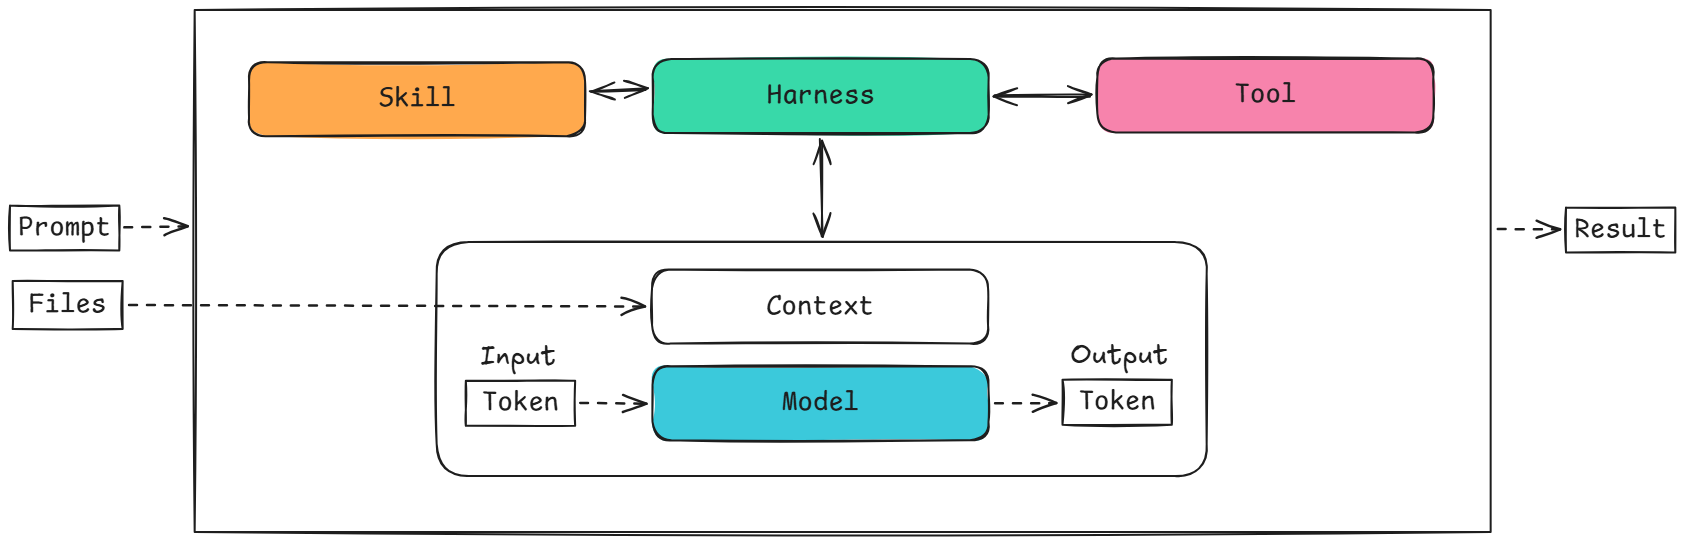 Skill
Harness
Tool
Prompt
Result
Files
Context
Input
Output
Token
Model
Token